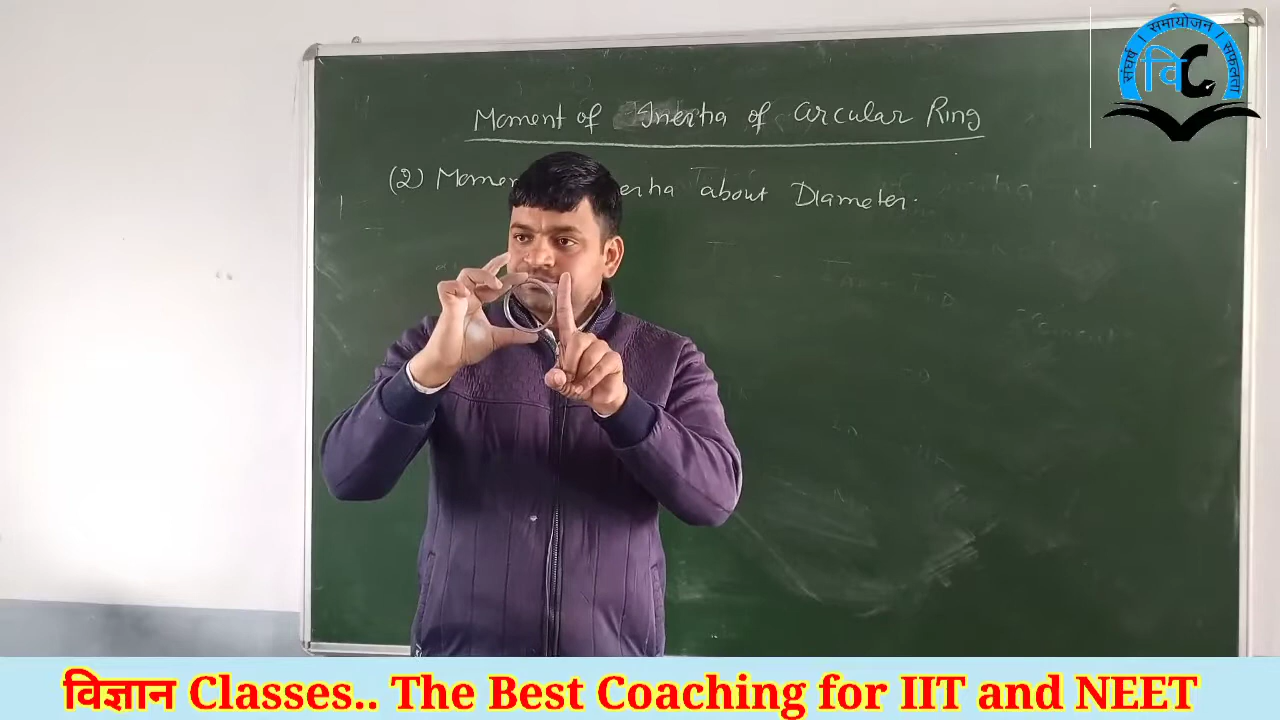 संघर्ष । समायोजन । सफलता
वि
Moment of Inertia of Circular Ring
(2) about Diameter.
विज्ञान Classes.. The Best Coaching for IIT and NEET